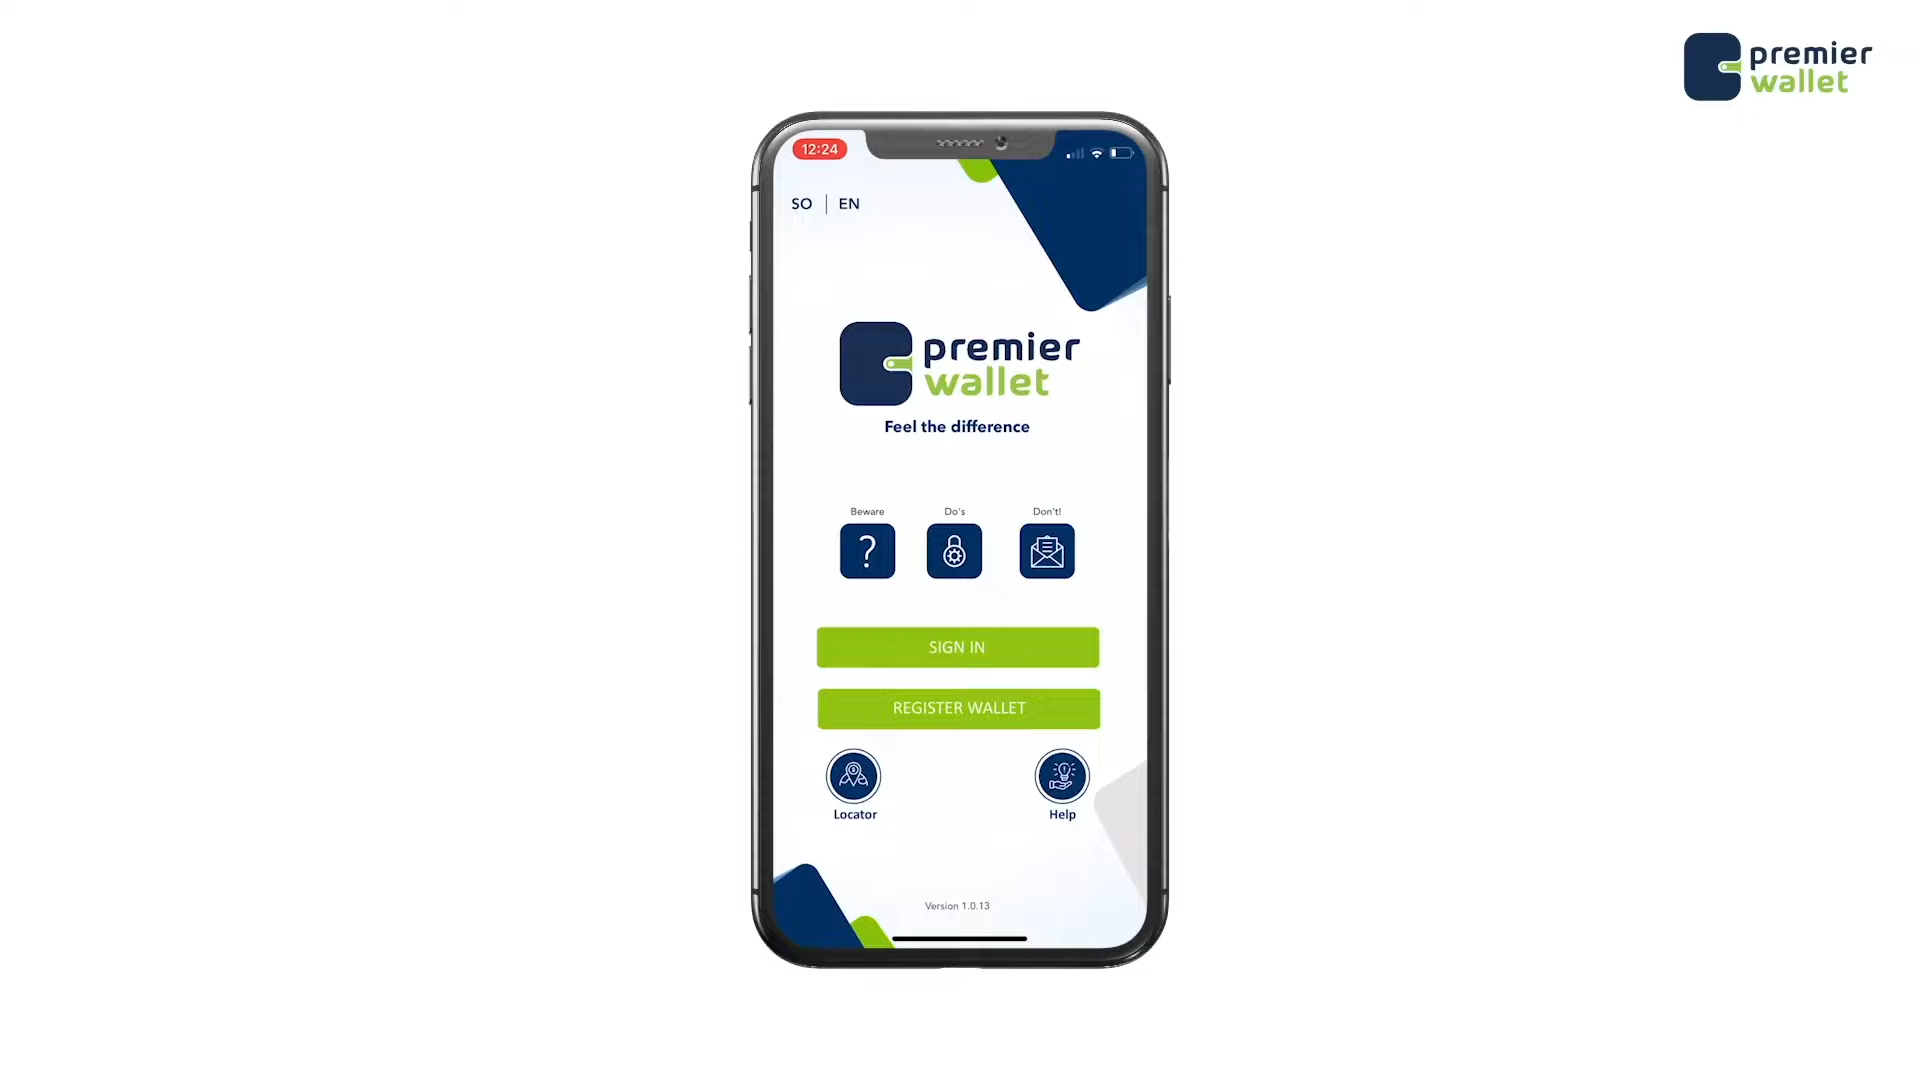 premier
wallet
12:24
SO | EN
premier
wallet
Feel the difference
Beware
Do's
Don't!
?
SIGN IN
REGISTER WALLET
Locator
Help
Version 1.0.13